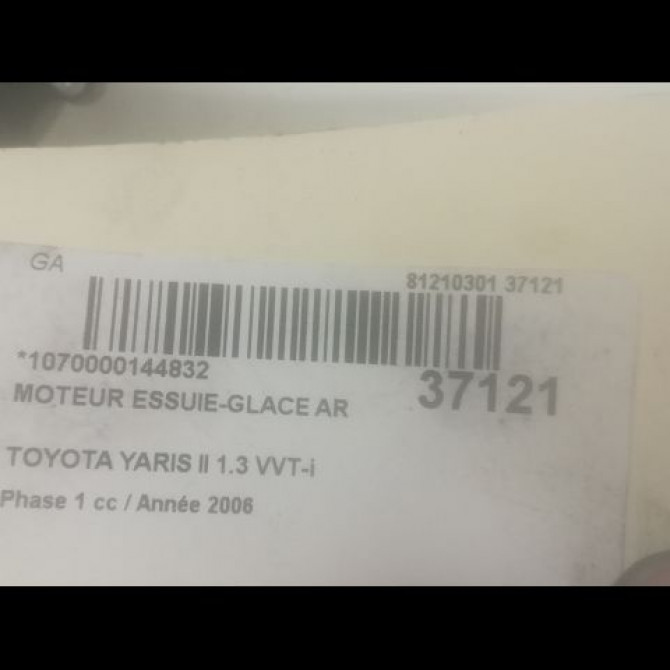 GA
81210301 37121
*1070000144832
37121
MOTEUR ESSUIE-GLACE AR
TOYOTA YARIS II 1.3 VVT-i
Phase 1 cc / Année 2006